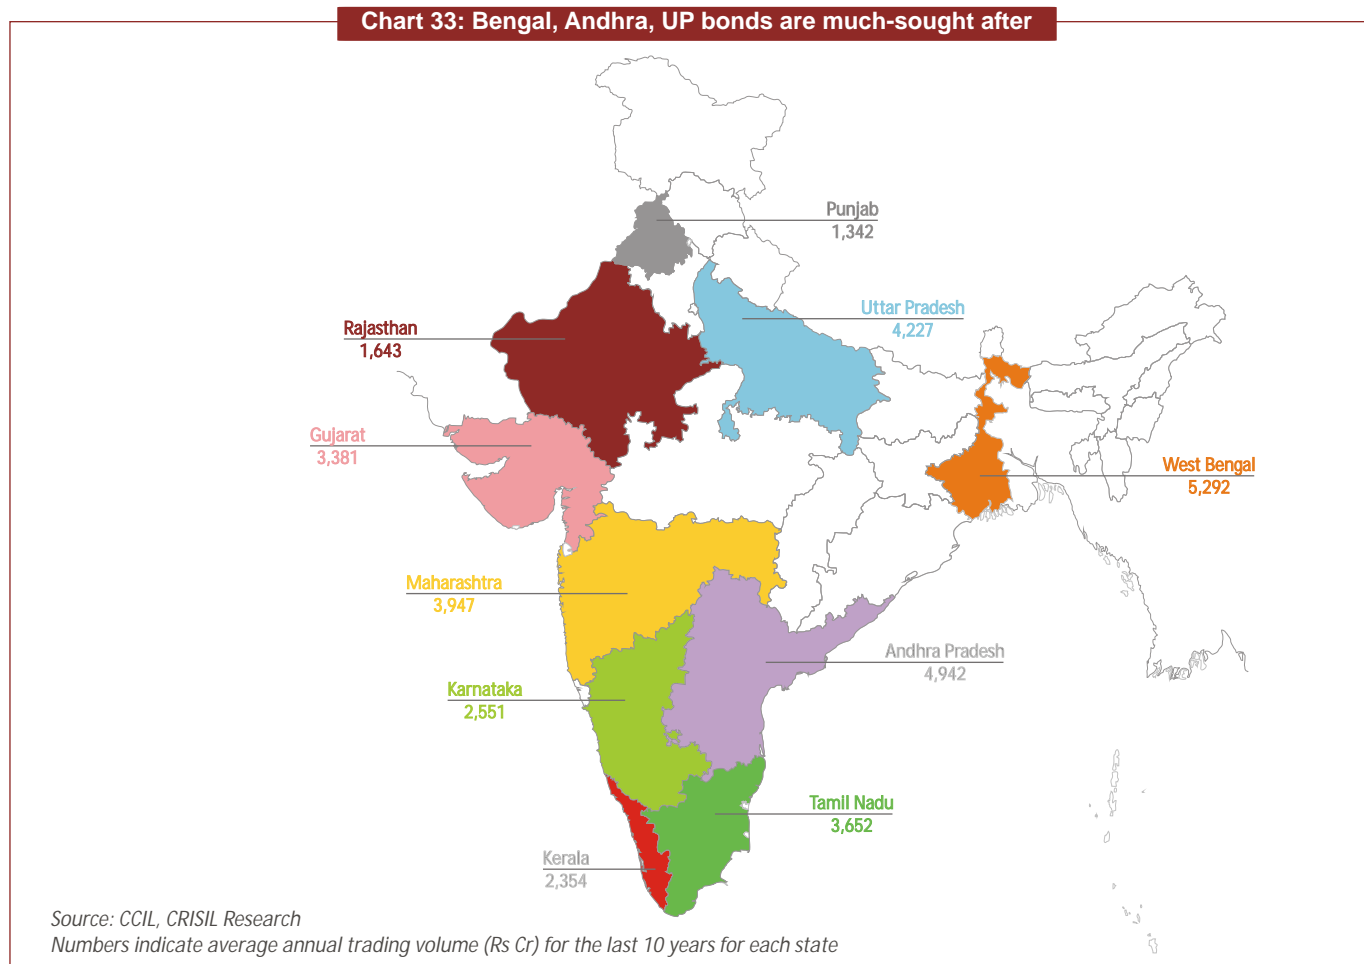 Chart 33: Bengal, Andhra, UP bonds are much-sought after
Punjab
1,342
Uttar Pradesh
4,227
Rajasthan
1,643
Gujarat
3,381
West Bengal
5,292
Maharashtra
3,947
Andhra Pradesh
4,942
Karnataka
2,551
Tamil Nadu
3,652
Kerala
2,354
Source: CCIL, CRISIL Research
Numbers indicate average annual trading volume (Rs Cr) for the last 10 years for each state